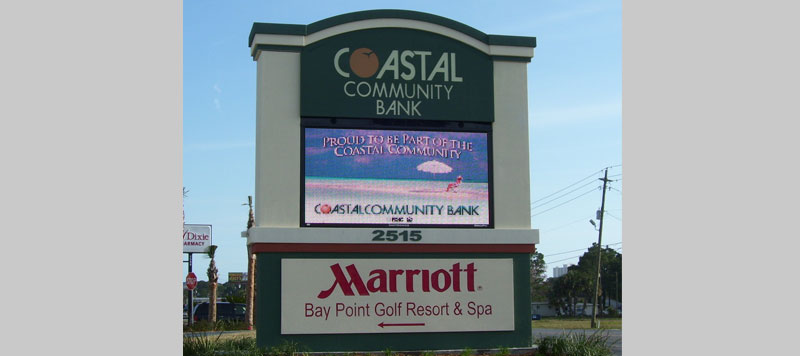 COASTAL
COMMUNITY
BANK
PROUD TO BE PART OF THE
COASTAL COMMUNITY
COASTAL COMMUNITY BANK
2515
Marriott
Bay Point Golf Resort & Spa
Dixie